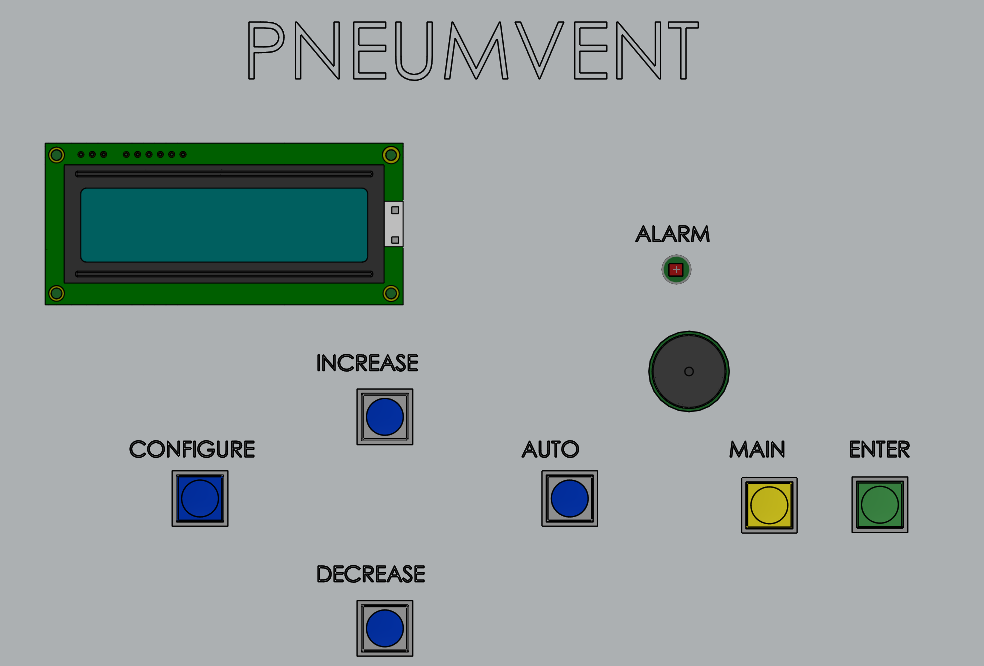 PNEUMVENT
ALARM
INCREASE
CONFIGURE
AUTO
MAIN
ENTER
DECREASE